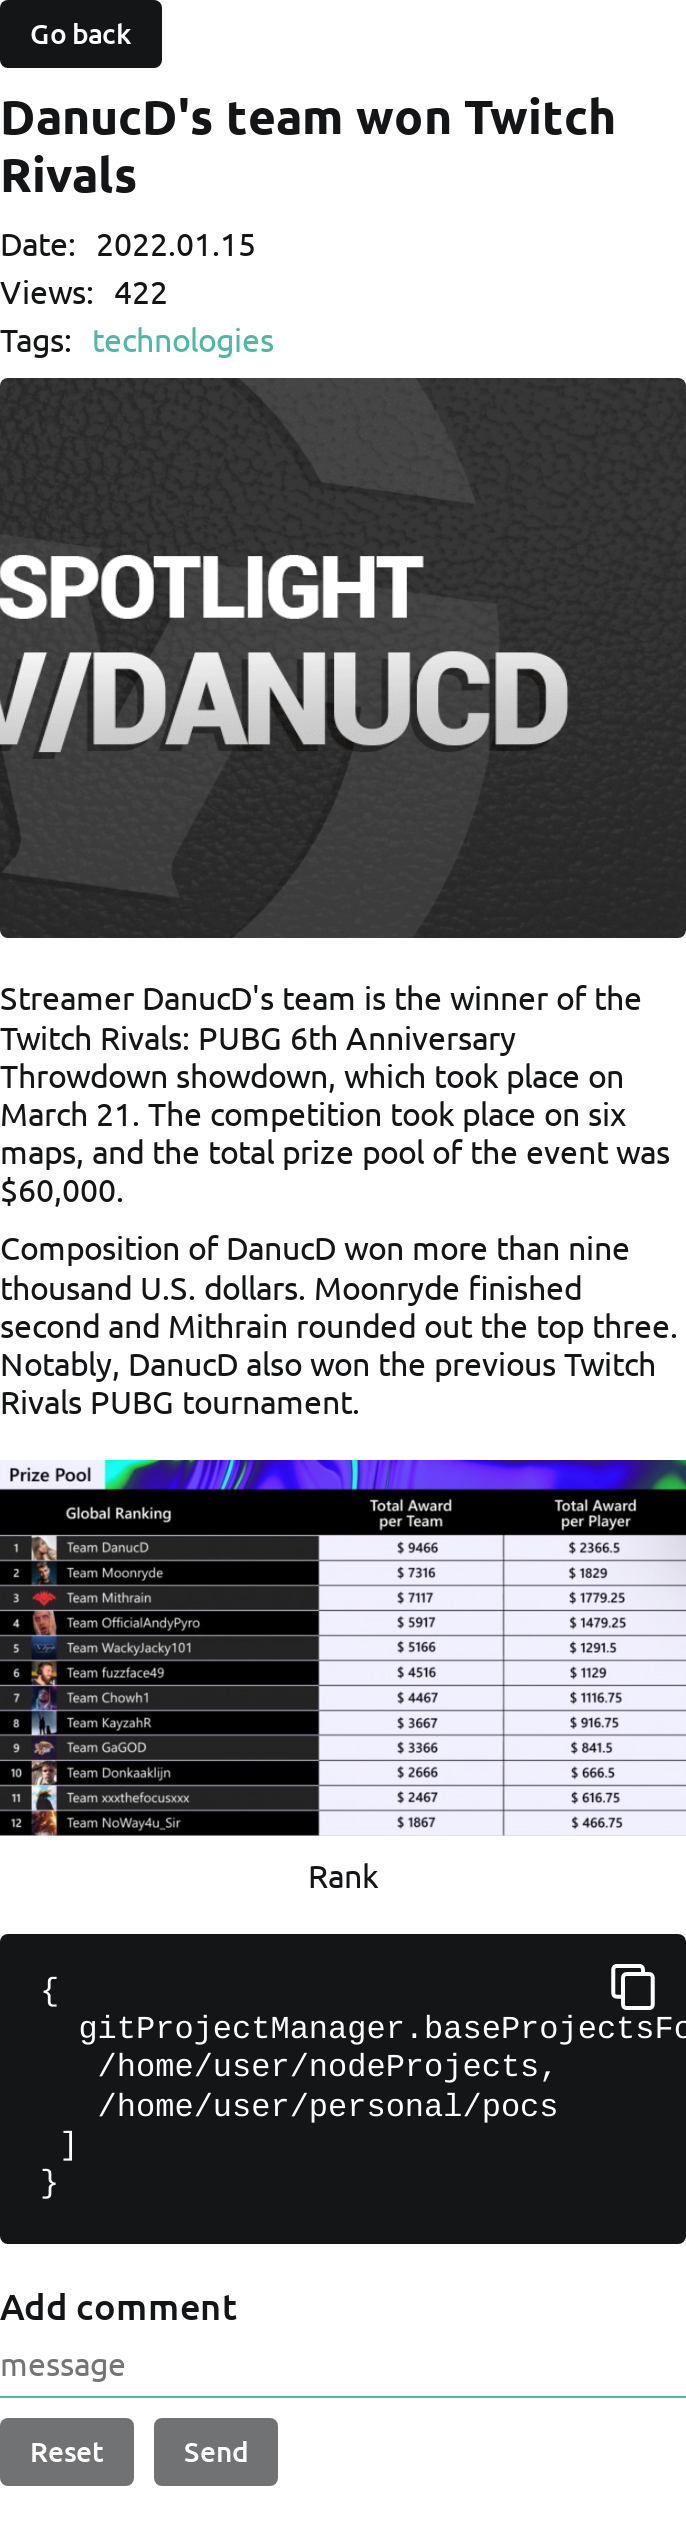 Go back
DanucD's team won Twitch
Rivals
Date: 2022.01.15
Views: 422
Tags: technologies
SPOTLIGHT
V/DANUCD
Streamer DanucD's team is the winner of the
Twitch Rivals: PUBG 6th Anniversary
Throwdown showdown, which took place on
March 21. The competition took place on six
maps, and the total prize pool of the event was
$60,000.
Composition of DanucD won more than nine
thousand U.S. dollars. Moonryde finished
second and Mithrain rounded out the top three.
Notably, DanucD also won the previous Twitch
Rivals PUBG tournament.
Prize Pool
Global Ranking Total Award per Team Total Award per Player
1 Team DanucD $ 9466 $ 2366.5
2 Team Moonryde $ 7316 $ 1829
3 Team Mithrain $ 7117 $ 1779.25
4 Team OfficialAndyPyro $ 5917 $ 1479.25
5 Team WackyJacky101 $ 5166 $ 1291.5
6 Team fuzzface49 $ 4516 $ 1129
7 Team Chowh1 $ 4467 $ 1116.75
8 Team KayzahR $ 3667 $ 916.75
9 Team GaGOD $ 3366 $ 841.5
10 Team Donkaaklijn $ 2666 $ 666.5
11 Team xxxthefocusxxx $ 2467 $ 616.75
12 Team NoWay4u_Sir $ 1867 $ 466.75
Rank
{
gitProjectManager.baseProjectsFo
/home/user/nodeProjects,
/home/user/personal/pocs
]
}
Add comment
message
Reset Send